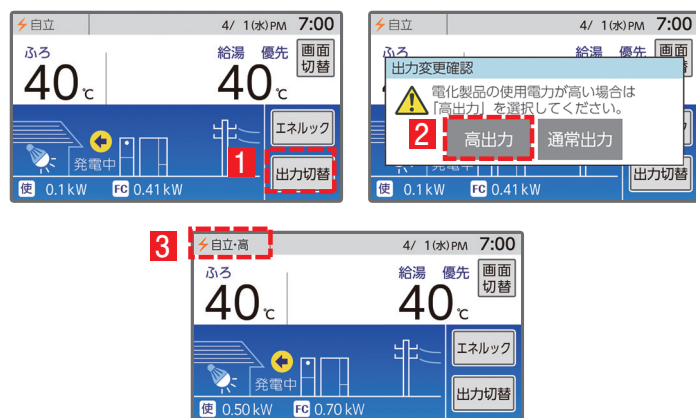 自立 4/ 1(水)PM 7:00
ふろ 給湯 優先 画面
切替
40℃ 40℃
エネルック
1
発電中 出力切替
使 0.1kW FC 0.41kW
自立 4/ 1(水)PM 7:00
ふろ 給湯 優先 画面
出力変更確認
電化製品の使用電力が高い場合は
「高出力」を選択してください。
2 高出力 通常出力
出力切替
使 0.1kW FC 0.41kW
3 自立・高 4/ 1(水)PM 7:00
ふろ 給湯 優先 画面
切替
40℃ 40℃
エネルック
発電中
出力切替
使 0.50kW FC 0.70kW